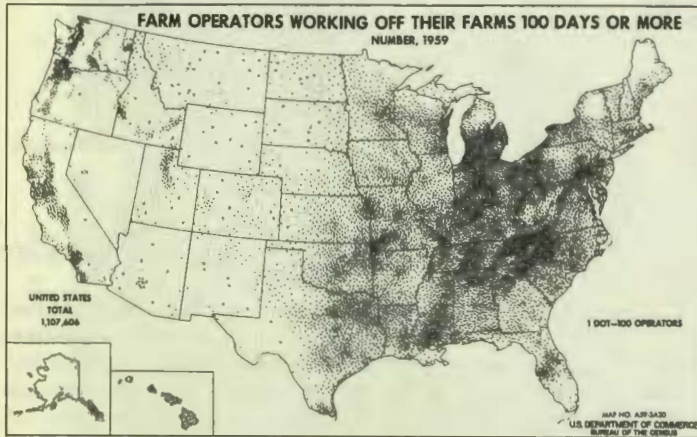 FARM OPERATORS WORKING OFF THEIR FARMS 100 DAYS OR MORE
NUMBER, 1959
UNITED STATES
TOTAL
1,107,606
1 DOT—100 OPERATORS
MAP NO. A59-3A20
U.S. DEPARTMENT OF COMMERCE
BUREAU OF THE CENSUS